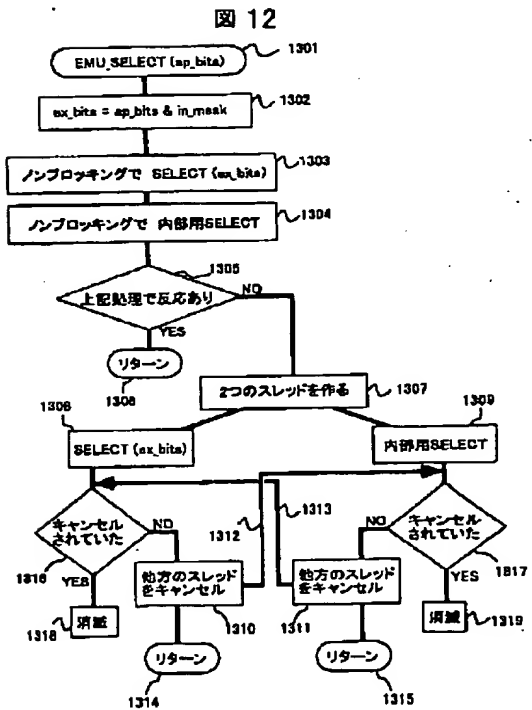 図 12
EMU_SELECT (ap_bits)
1301
ex_bits = ap_bits & in_mask
1302
ノンブロッキングで SELECT (ex_bits)
1303
ノンブロッキングで 内部用SELECT
1304
1305
上記処理で反応あり
NO
YES
リターン
1308
2つのスレッドを作る
1307
1306
1309
SELECT (ex_bits)
内部用SELECT
1312
1313
キャンセル
されていた
NO
NO
キャンセル
されていた
1316
1317
YES
YES
他方のスレッド
をキャンセル
他方のスレッド
をキャンセル
1310
1311
消滅
1318
消滅
1319
リターン
1314
リターン
1315